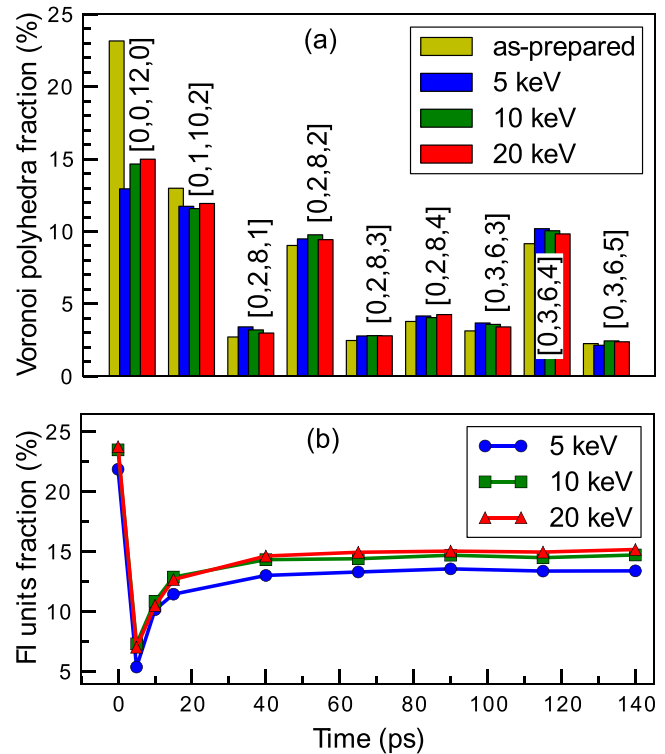 Voronoi polyhedra fraction (%)
25
20
15
10
5
0
(a)
as-prepared
5 keV
10 keV
20 keV
[0,0,12,0]
[0,1,10,2]
[0,2,8,1]
[0,2,8,2]
[0,2,8,3]
[0,2,8,4]
[0,3,6,3]
[0,3,6,4]
[0,3,6,5]
FI units fraction (%)
25
20
15
10
5
(b)
5 keV
10 keV
20 keV
0 20 40 60 80 100 120 140
Time (ps)